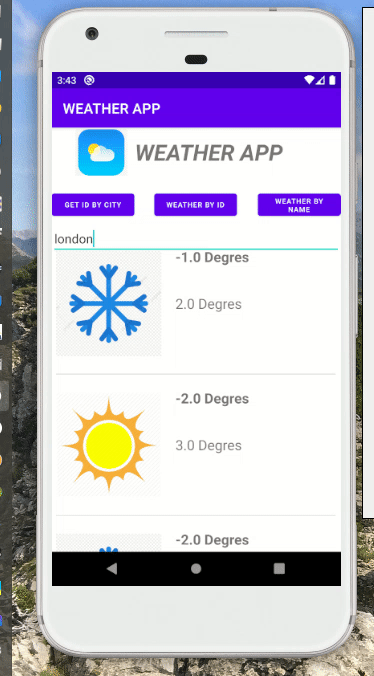 3:43
WEATHER APP
WEATHER APP
GET ID BY CITY
WEATHER BY ID
WEATHER BY
NAME
london
-1.0 Degres
2.0 Degres
-2.0 Degres
3.0 Degres
-2.0 Degres